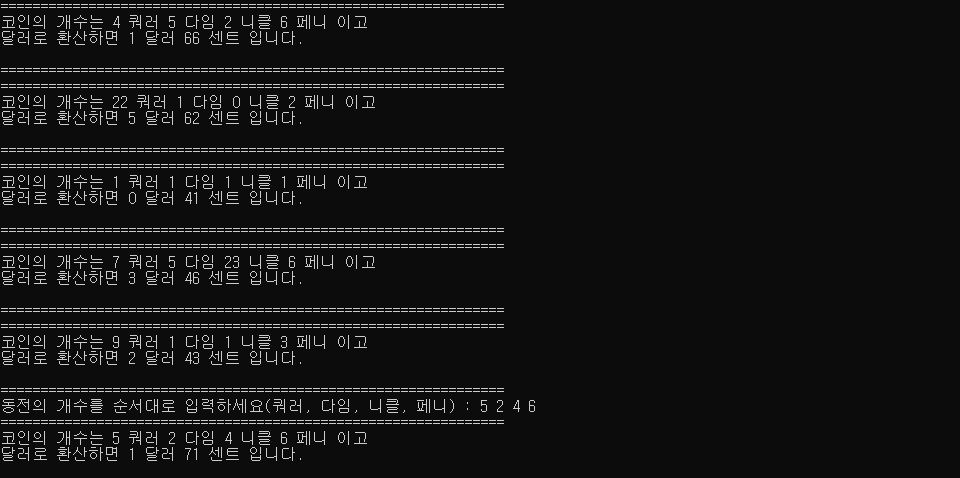 ===============================================================
코인의 개수는 4 쿼러 5 다임 2 니클 6 페니 이고
달러로 환산하면 1 달러 66 센트 입니다.
===============================================================
===============================================================
코인의 개수는 22 쿼러 1 다임 0 니클 2 페니 이고
달러로 환산하면 5 달러 62 센트 입니다.
===============================================================
===============================================================
코인의 개수는 1 쿼러 1 다임 1 니클 1 페니 이고
달러로 환산하면 0 달러 41 센트 입니다.
===============================================================
===============================================================
코인의 개수는 7 쿼러 5 다임 23 니클 6 페니 이고
달러로 환산하면 3 달러 46 센트 입니다.
===============================================================
===============================================================
코인의 개수는 9 쿼러 1 다임 1 니클 3 페니 이고
달러로 환산하면 2 달러 43 센트 입니다.
===============================================================
동전의 개수를 순서대로 입력하세요(쿼러, 다임, 니클, 페니) : 5 2 4 6
===============================================================
코인의 개수는 5 쿼러 2 다임 4 니클 6 페니 이고
달러로 환산하면 1 달러 71 센트 입니다.